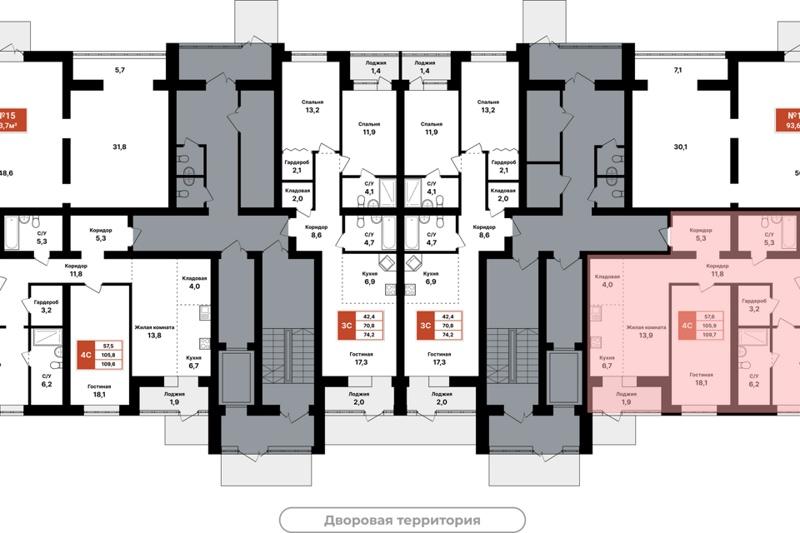 №15
3,7м²
48,6
5,7
31,8
Спальня
13,2
Лоджия
1,4
Лоджия
1,4
Спальня
13,2
Спальня
11,9
Спальня
11,9
Гардероб
2,1
Гардероб
2,1
Кладовая
2,0
С/У
4,1
С/У
4,1
Кладовая
2,0
7,1
30,1
93,6
С/У
5,3
Коридор
5,3
Коридор
11,8
Коридор
8,6
С/У
4,7
С/У
4,7
Коридор
8,6
Коридор
5,3
С/У
5,3
Коридор
11,8
Гардероб
3,2
Кладовая
4,0
Кухня
6,9
Кухня
6,9
Кладовая
4,0
Гардероб
3,2
4С
57,5
105,8
109,6
Жилая комната
13,8
3С
42,4
70,8
74,2
3С
42,4
70,8
74,2
Жилая комната
13,9
4С
57,8
105,9
109,7
С/У
6,2
Гостиная
18,1
Кухня
6,7
Гостиная
17,3
Гостиная
17,3
Кухня
6,7
Гостиная
18,1
С/У
6,2
Лоджия
1,9
Лоджия
2,0
Лоджия
2,0
Лоджия
1,9
Дворовая территория